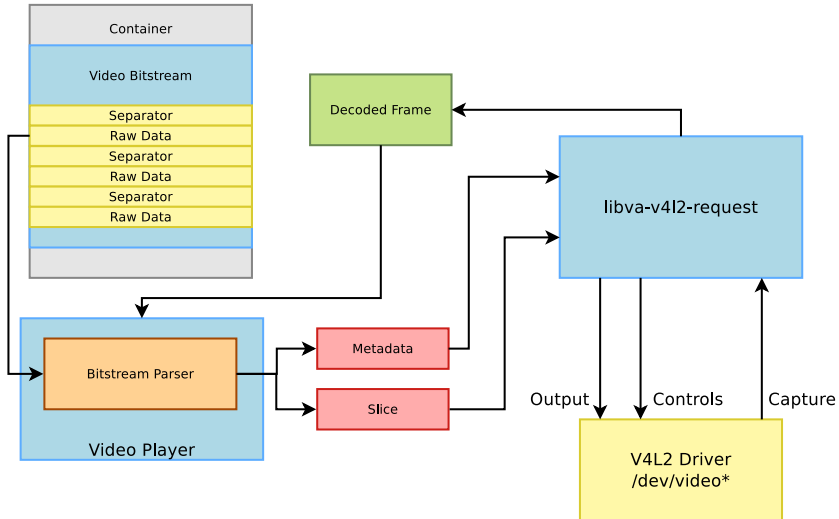 Container
Video Bitstream
Separator
Raw Data
Separator
Raw Data
Separator
Raw Data
Decoded Frame
libva-v4l2-request
Bitstream Parser
Video Player
Metadata
Slice
Output
Controls
Capture
V4L2 Driver
/dev/video*